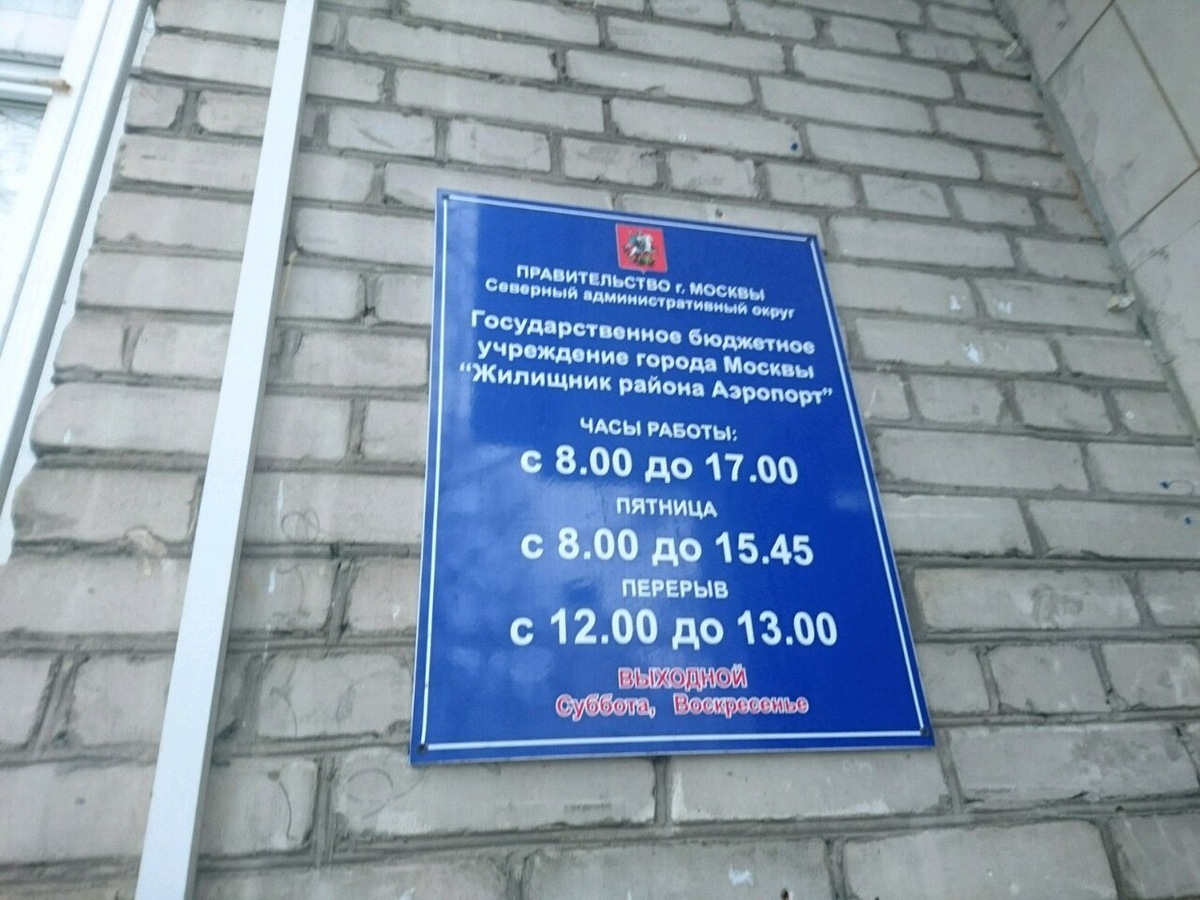 ПРАВИТЕЛЬСТВО г. МОСКВЫ
Северный административный округ
Государственное бюджетное
учреждение города Москвы
“Жилищник района Аэропорт”
ЧАСЫ РАБОТЫ:
с 8.00 до 17.00
ПЯТНИЦА
с 8.00 до 15.45
ПЕРЕРЫВ
с 12.00 до 13.00
ВЫХОДНОЙ
Суббота, Воскресенье